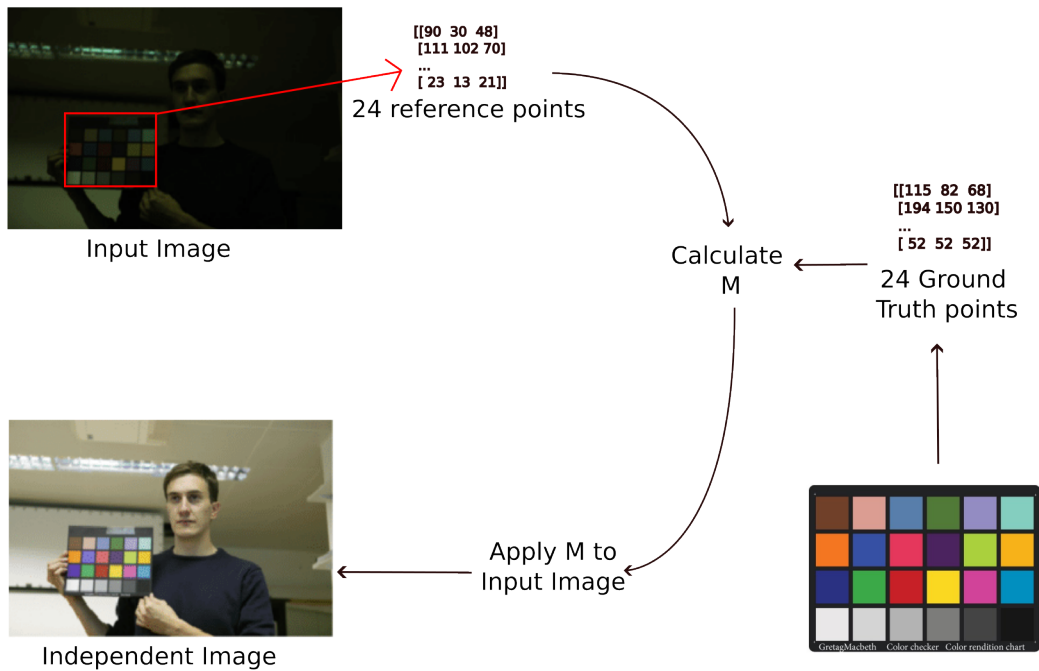 [[90 30 48]
[111 102 70]
...
[ 23 13 21]]
24 reference points
Input Image
[[115 82 68]
[194 150 130]
...
[ 52 52 52]]
24 Ground
Truth points
Calculate
M
Apply M to
Input Image
Independent Image
GretagMacbeth Color checker Color rendition chart